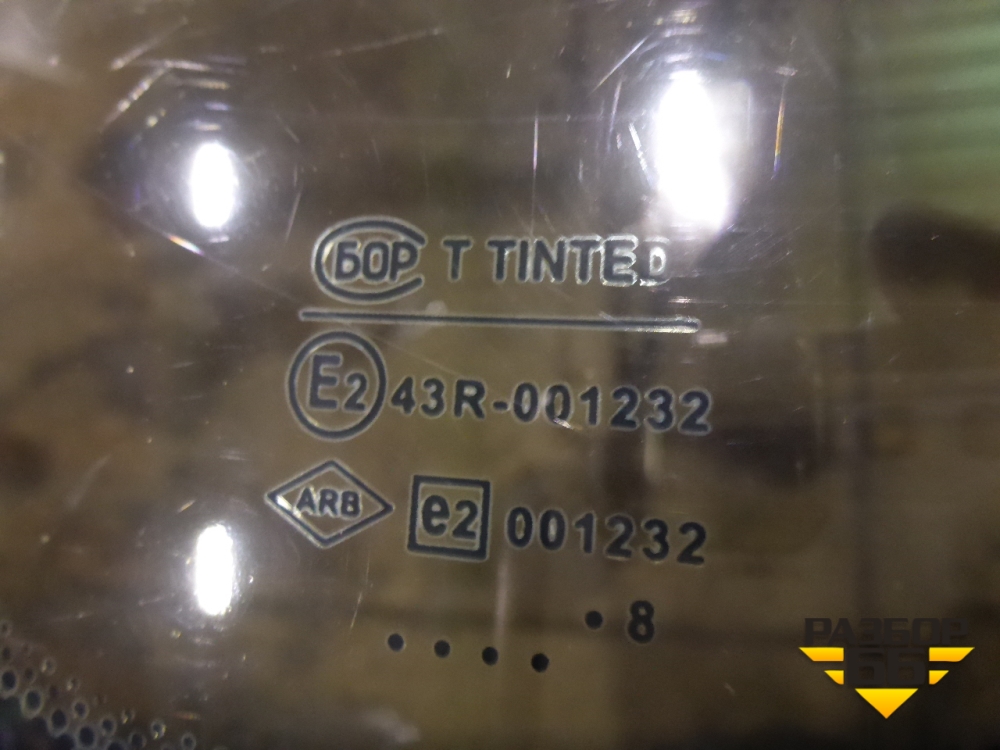 БОР T TINTED
E2 43R-001232
ARB e2 001232
. 8
. . . .
РАЗБОР
66